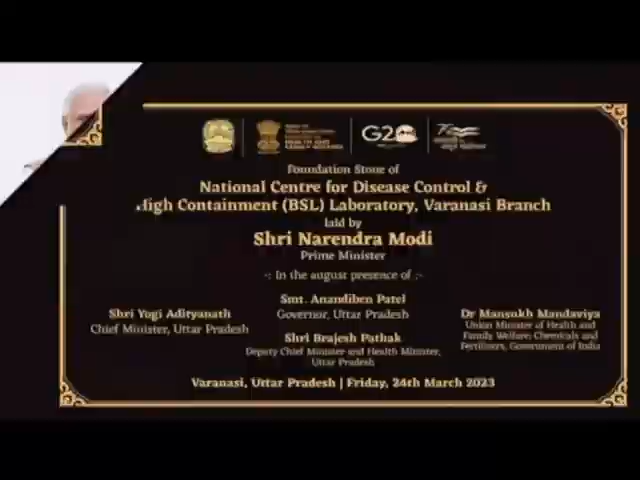 G20
Foundation Stone of
National Centre for Disease Control &
High Containment (BSL) Laboratory, Varanasi Branch
laid by
Shri Narendra Modi
Prime Minister
-: In the august presence of :-
Smt. Anandiben Patel
Governor, Uttar Pradesh
Shri Yogi Adityanath
Chief Minister, Uttar Pradesh
Dr Mansukh Mandaviya
Union Minister of Health and
Family Welfare; Chemicals and
Fertilizers, Government of India
Shri Brajesh Pathak
Deputy Chief Minister and Health Minister,
Uttar Pradesh
Varanasi, Uttar Pradesh | Friday, 24th March 2023